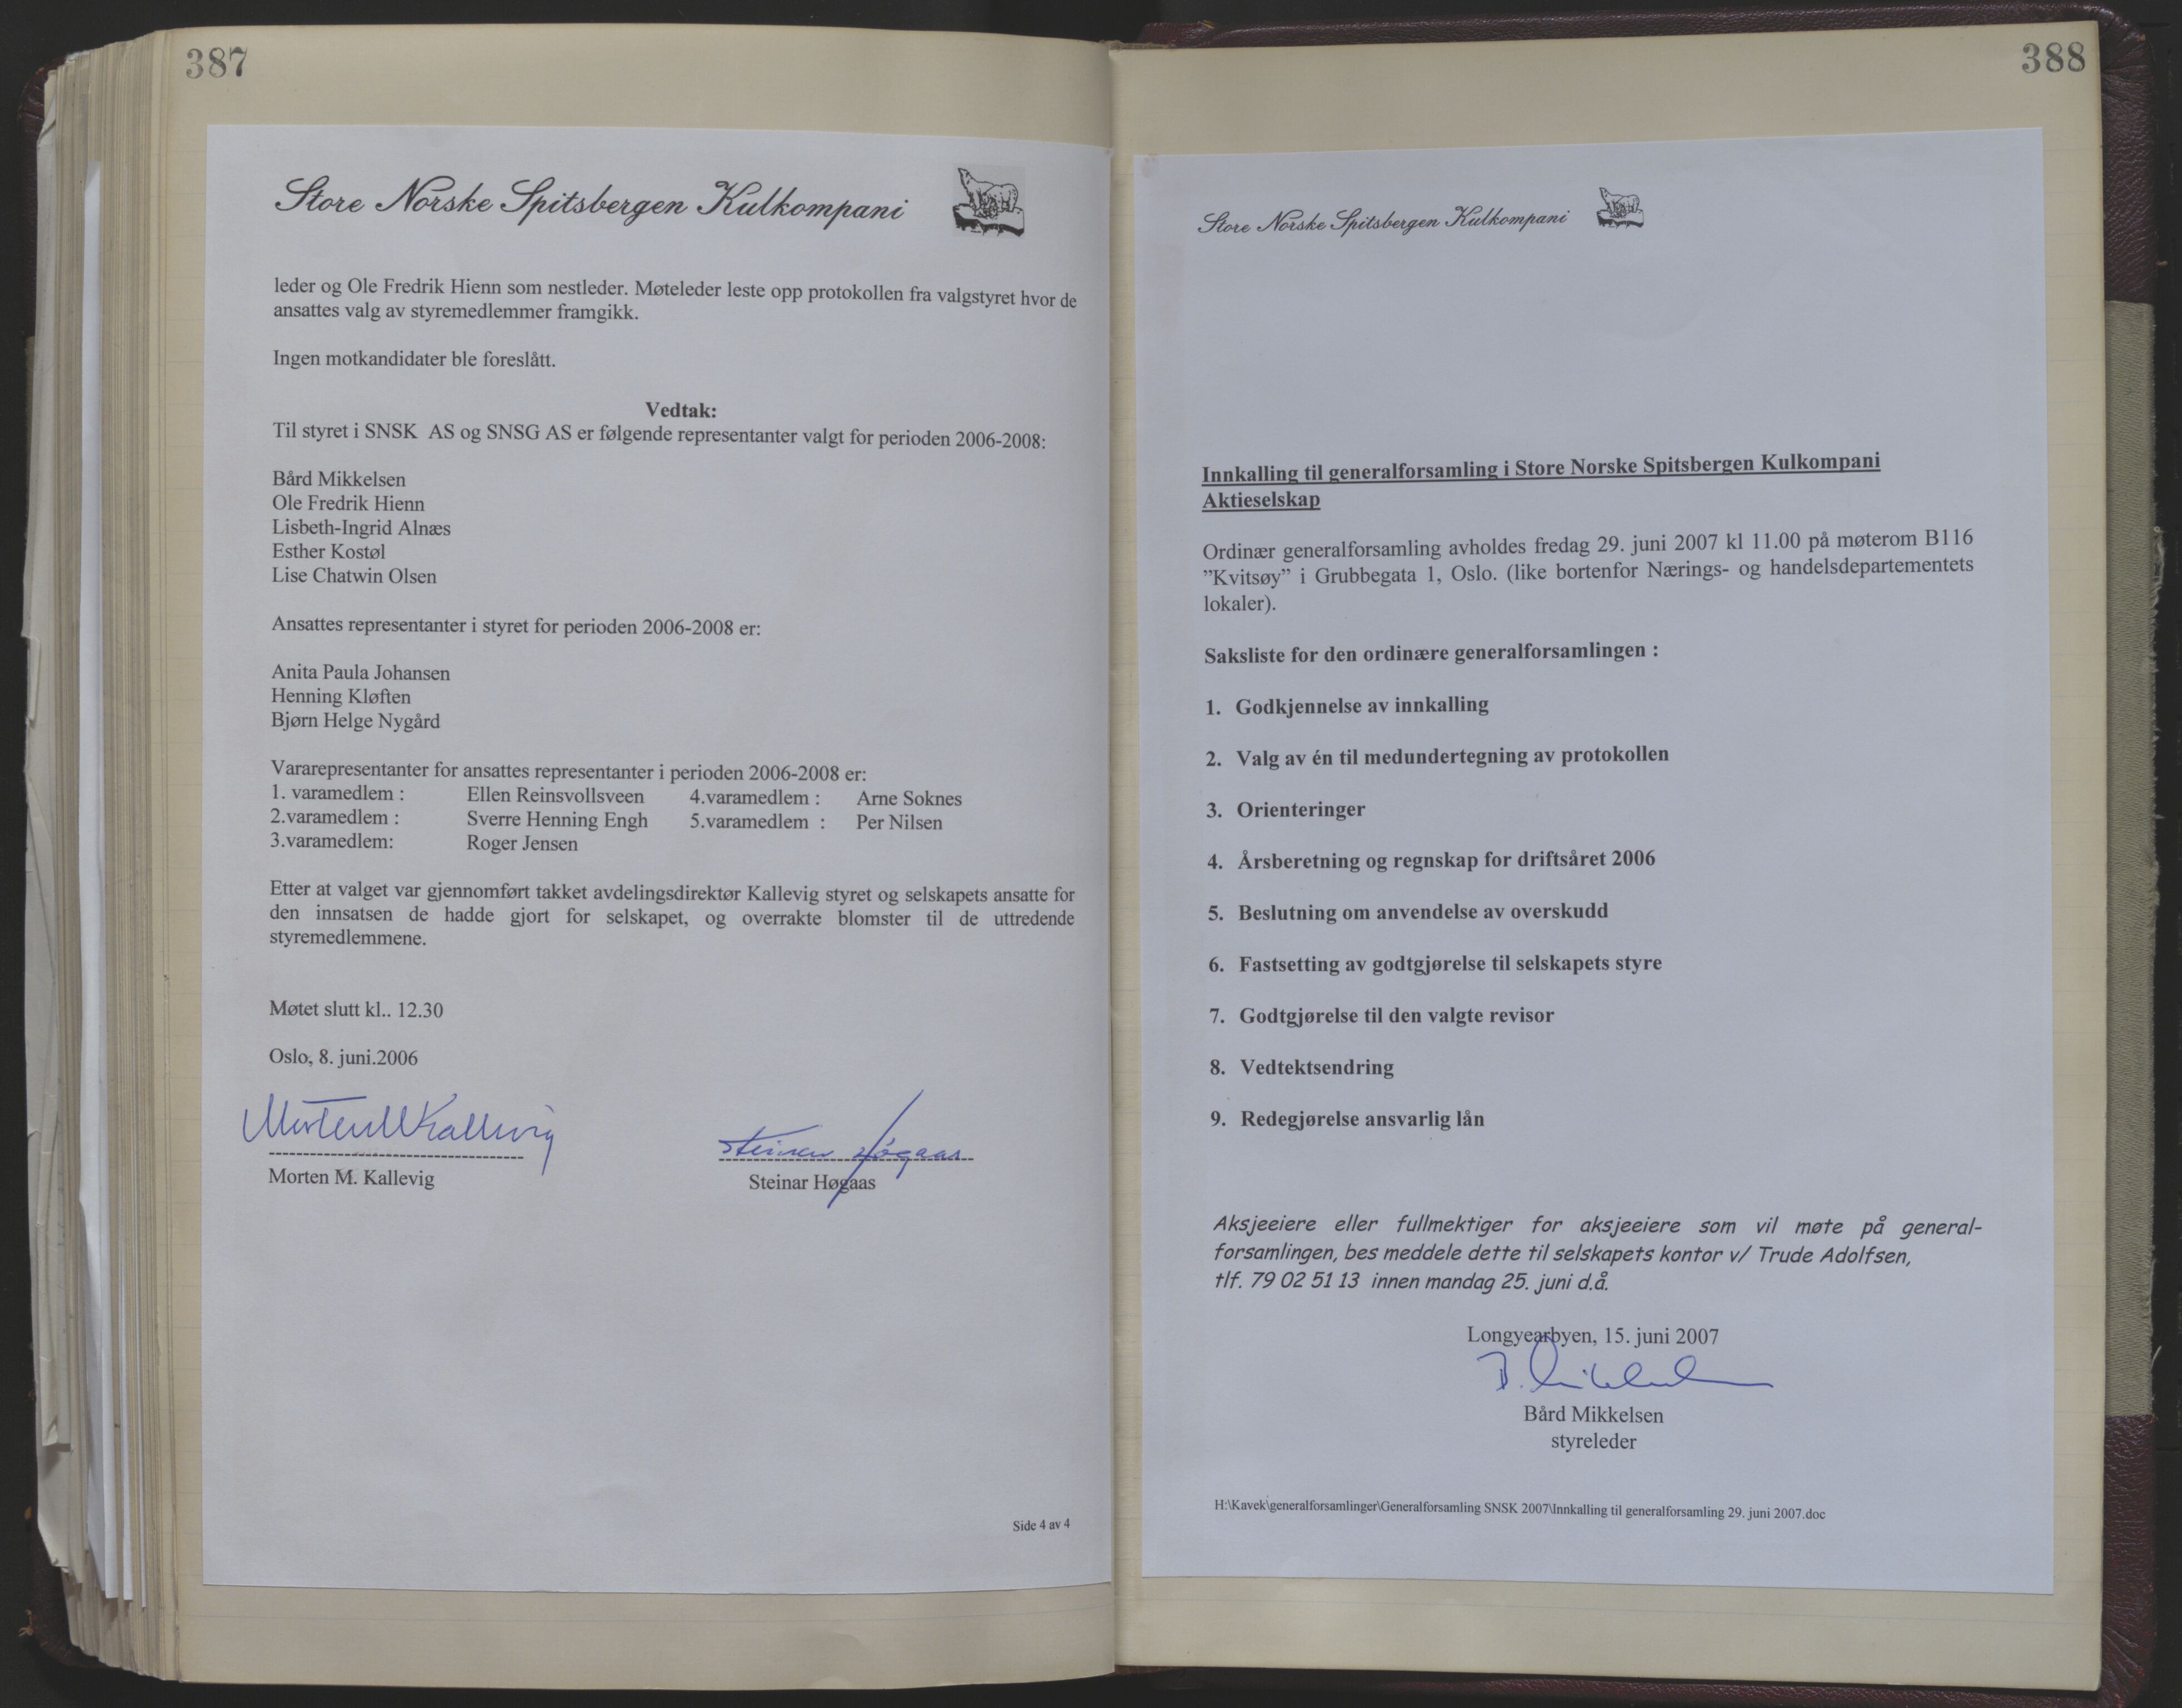 387
Store Norske Spitsbergen Kulkompani
leder og Ole Fredrik Hienn som nestleder. Møteleder leste opp protokollen fra valgstyret hvor de
ansattes valg av styremedlemmer framgikk.
Ingen motkandidater ble foreslått.
Vedtak:
Til styret i SNSK AS og SNSG AS er følgende representanter valgt for perioden 2006-2008:
Bård Mikkelsen
Ole Fredrik Hienn
Lisbeth-Ingrid Alnæs
Esther Kostøl
Lise Chatwin Olsen
Ansattes representanter i styret for perioden 2006-2008 er:
Anita Paula Johansen
Henning Kløften
Bjørn Helge Nygård
Vararepresentanter for ansattes representanter i perioden 2006-2008 er:
1. varamedlem : Ellen Reinsvollsveen 4.varamedlem : Arne Soknes
2.varamedlem : Sverre Henning Engh 5.varamedlem : Per Nilsen
3.varamedlem: Roger Jensen
Etter at valget var gjennomført takket avdelingsdirektør Kallevig styret og selskapets ansatte for
den innsatsen de hadde gjort for selskapet, og overrakte blomster til de uttredende
styremedlemmene.
Møtet slutt kl.. 12.30
Oslo, 8. juni.2006
Morten M Kallevig Steinar Høgaas
Morten M. Kallevig Steinar Høgaas
Side 4 av 4
388
Store Norske Spitsbergen Kulkompani
Innkalling til generalforsamling i Store Norske Spitsbergen Kulkompani
Aktieselskap
Ordinær generalforsamling avholdes fredag 29. juni 2007 kl 11.00 på møterom B116
”Kvitsøy” i Grubbegata 1, Oslo. (like bortenfor Nærings- og handelsdepartementets
lokaler).
Saksliste for den ordinære generalforsamlingen :
1. Godkjennelse av innkalling
2. Valg av én til medundertegning av protokollen
3. Orienteringer
4. Årsberetning og regnskap for driftsåret 2006
5. Beslutning om anvendelse av overskudd
6. Fastsetting av godtgjørelse til selskapets styre
7. Godtgjørelse til den valgte revisor
8. Vedtektsendring
9. Redegjørelse ansvarlig lån
Aksjeeiere eller fullmektiger for aksjeeiere som vil møte på general-
forsamlingen, bes meddele dette til selskapets kontor v/ Trude Adolfsen,
tlf. 79 02 51 13 innen mandag 25. juni d.å.
Longyearbyen, 15. juni 2007
B. Mikkelsen
Bård Mikkelsen
styreleder
H:\Kavek\generalforsamlinger\Generalforsamling SNSK 2007\Innkalling til generalforsamling 29. juni 2007.doc